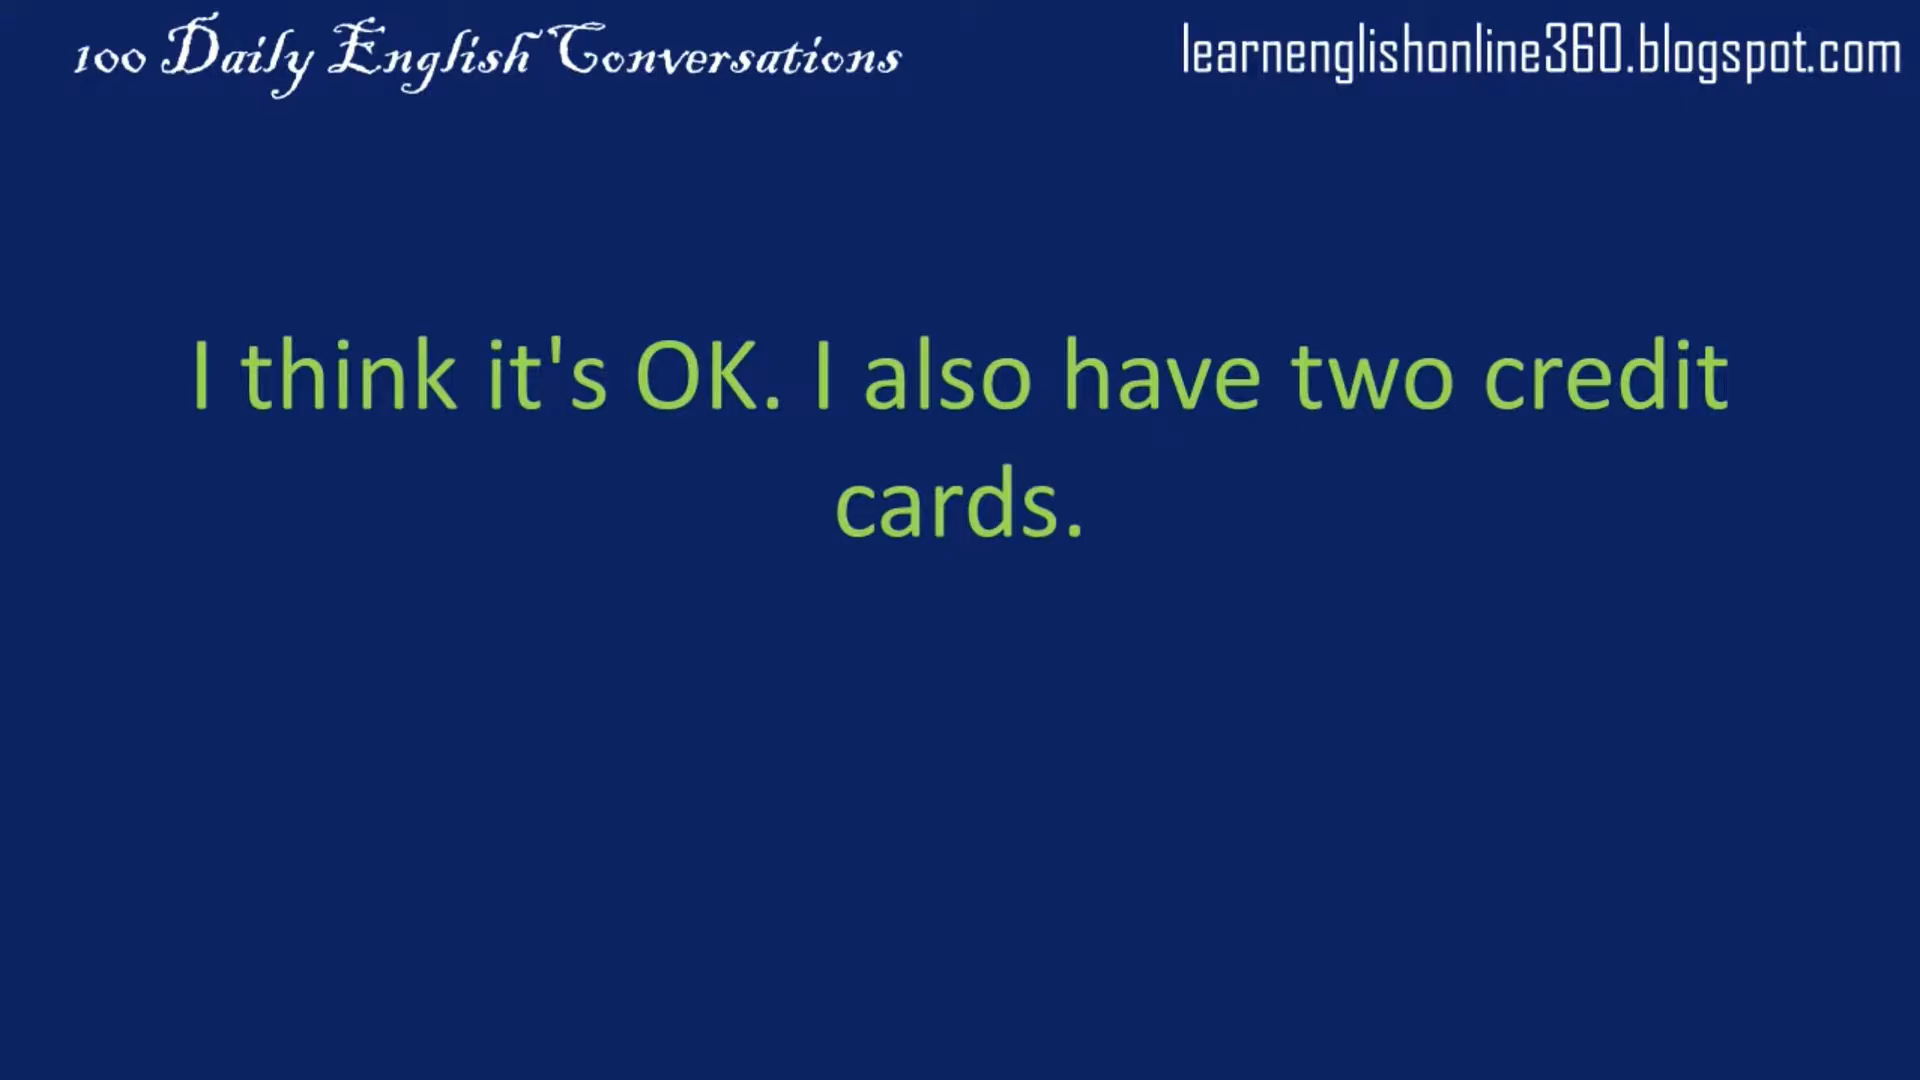 100 Daily English Conversations
learnenglishonline360.blogspot.com
I think it's OK. I also have two credit
cards.